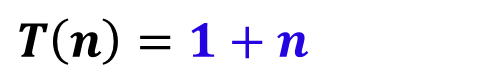 T(n) = 1 + n